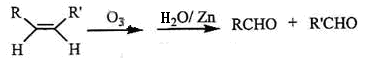 R R' O₃ H₂O/ Zn RCHO + R'CHO
H H